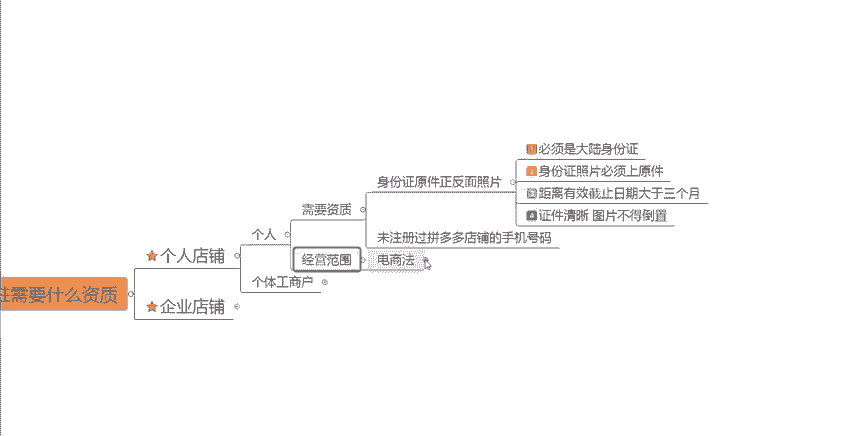 需要什么资质
个人店铺
个人
需要资质
身份证原件正反面照片
1 必须是大陆身份证
2 身份证照片必须上原件
3 距离有效截止日期大于三个月
4 证件清晰 图片不得倒置
未注册过拼多多店铺的手机号码
经营范围
电商法
个体工商户
企业店铺